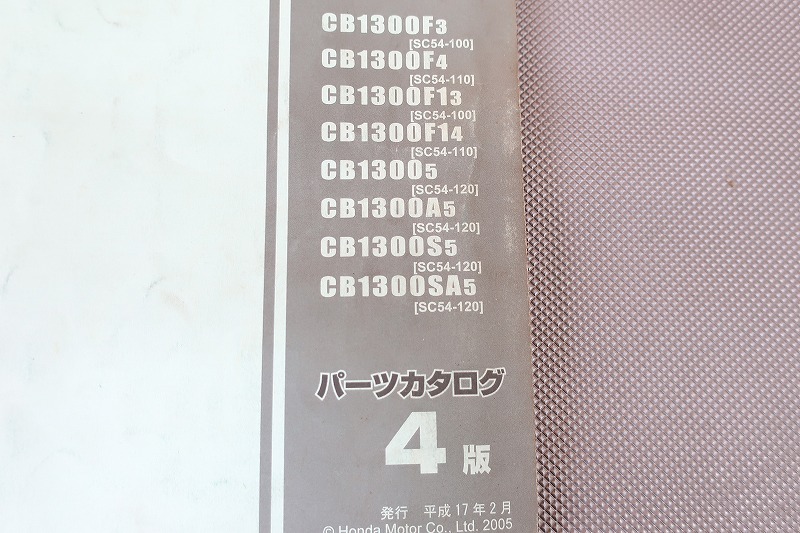 CB1300F3
[SC54-100]
CB1300F4
[SC54-110]
CB1300F13
[SC54-100]
CB1300F14
[SC54-110]
CB13005
[SC54-120]
CB1300A5
[SC54-120]
CB1300S5
[SC54-120]
CB1300SA5
[SC54-120]
パーツカタログ
4版
発行 平成17年2月
© Honda Motor Co., Ltd. 2005